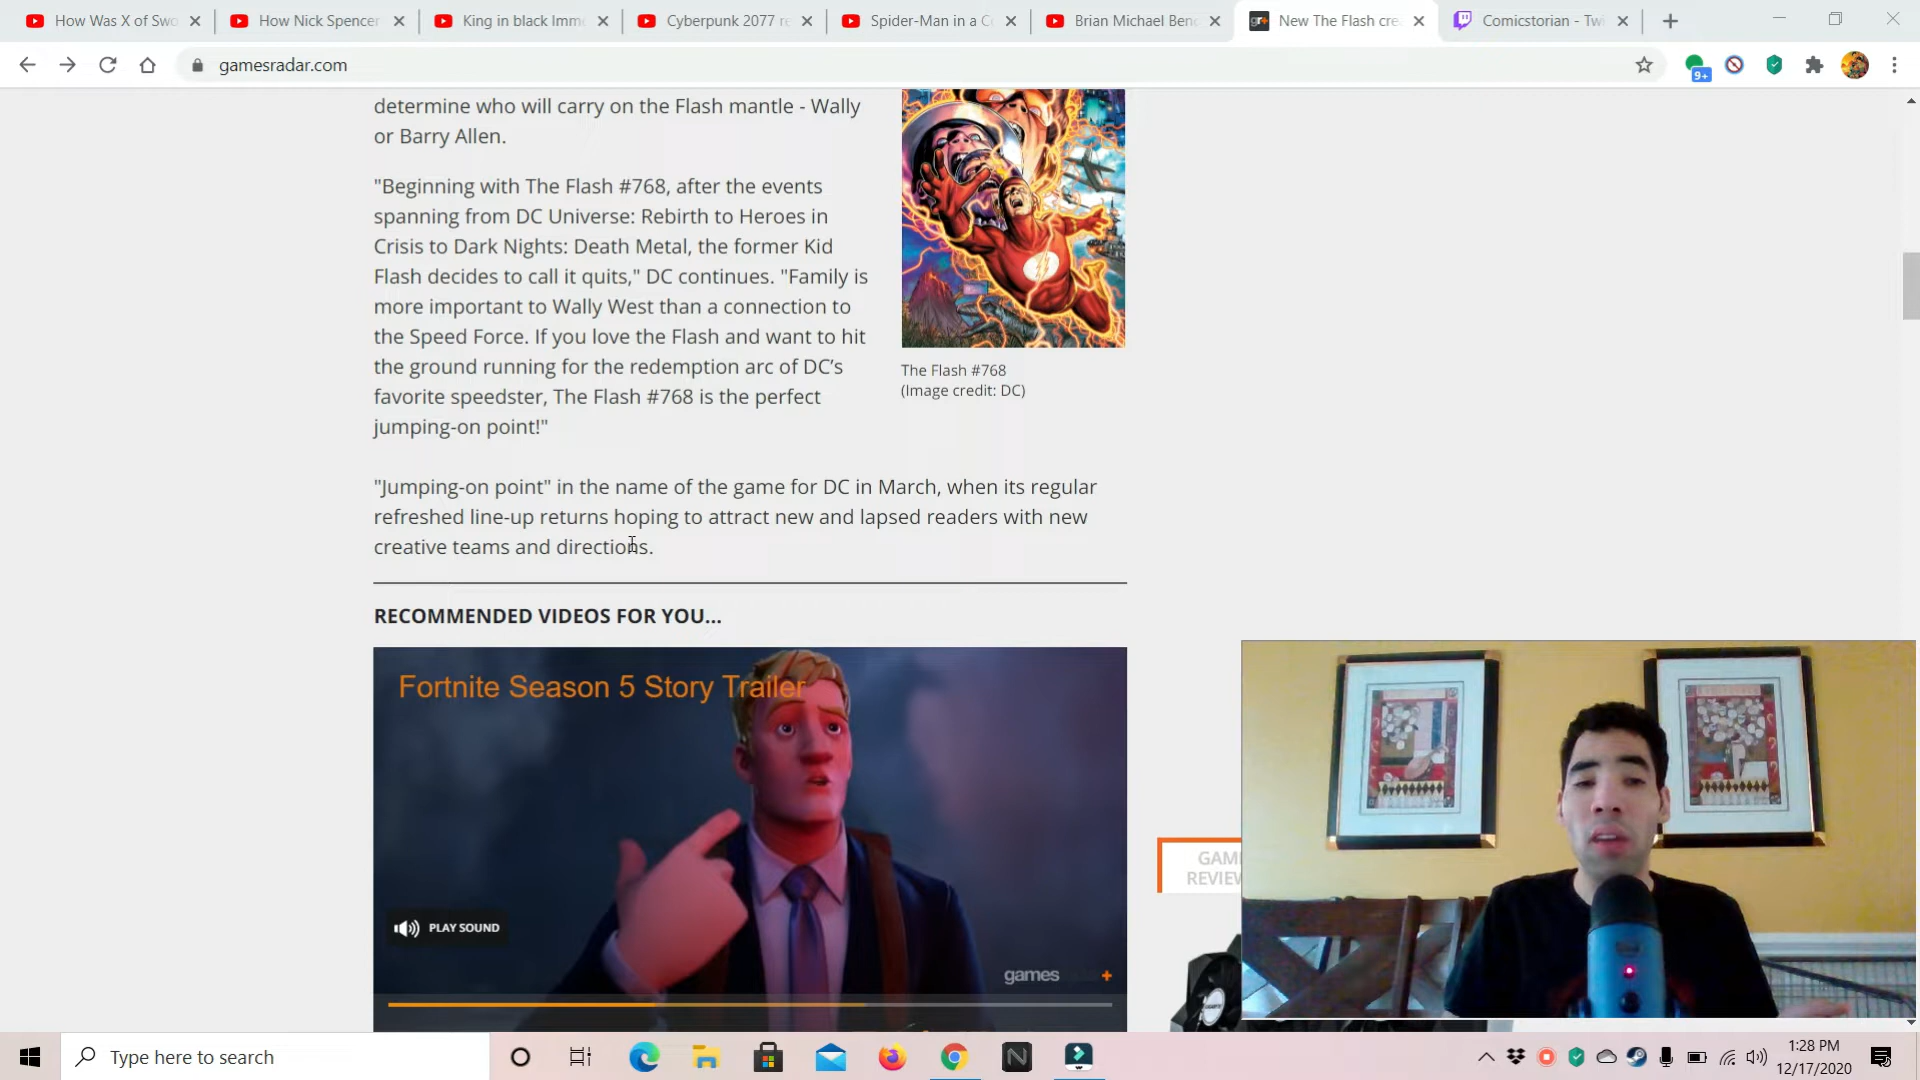 How Was X of Swo
How Nick Spencer
King in black Imm
Cyberpunk 2077 re
Spider-Man in a C
Brian Michael Ben
gr+ New The Flash crea
Comicstorian - Twi
gamesradar.com
9+
determine who will carry on the Flash mantle - Wally
or Barry Allen.
"Beginning with The Flash #768, after the events
spanning from DC Universe: Rebirth to Heroes in
Crisis to Dark Nights: Death Metal, the former Kid
Flash decides to call it quits," DC continues. "Family is
more important to Wally West than a connection to
the Speed Force. If you love the Flash and want to hit
the ground running for the redemption arc of DC's
favorite speedster, The Flash #768 is the perfect
jumping-on point!"
The Flash #768
(Image credit: DC)
"Jumping-on point" in the name of the game for DC in March, when its regular
refreshed line-up returns hoping to attract new and lapsed readers with new
creative teams and directions.
RECOMMENDED VIDEOS FOR YOU...
Fortnite Season 5 Story Trailer
PLAY SOUND
games
+
GAM
REVIEW
Type here to search
1:28 PM
12/17/2020